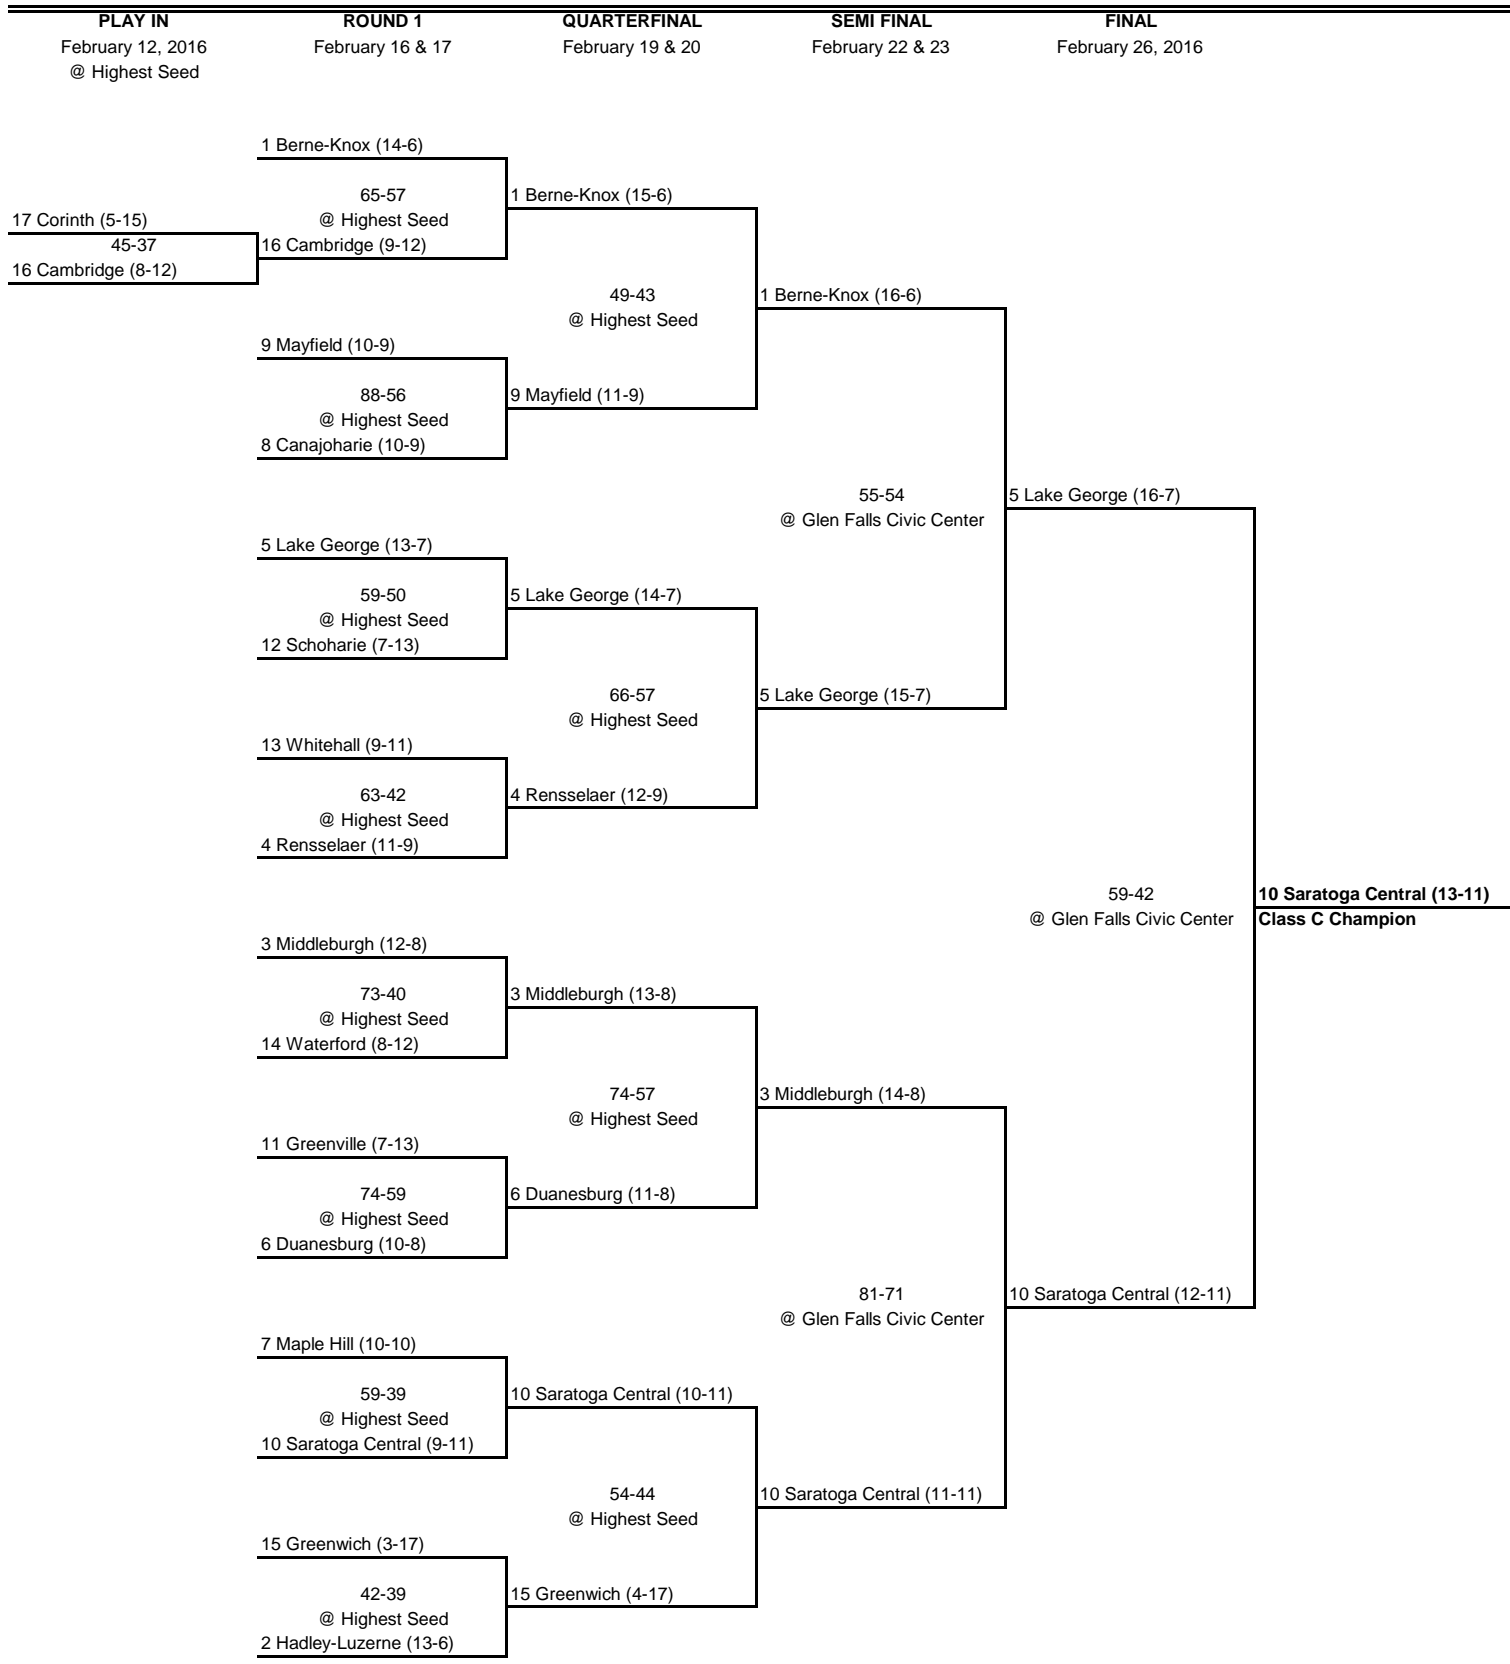 PLAY IN
February 12, 2016
@ Highest Seed
ROUND 1
February 16 & 17
QUARTERFINAL
February 19 & 20
SEMI FINAL
February 22 & 23
FINAL
February 26, 2016
17 Corinth (5-15)
45-37
16 Cambridge (8-12)
1 Berne-Knox (14-6)
65-57
@ Highest Seed
16 Cambridge (9-12)
9 Mayfield (10-9)
88-56
@ Highest Seed
8 Canajoharie (10-9)
5 Lake George (13-7)
59-50
@ Highest Seed
12 Schoharie (7-13)
13 Whitehall (9-11)
63-42
@ Highest Seed
4 Rensselaer (11-9)
3 Middleburgh (12-8)
73-40
@ Highest Seed
14 Waterford (8-12)
11 Greenville (7-13)
74-59
@ Highest Seed
6 Duanesburg (10-8)
7 Maple Hill (10-10)
59-39
@ Highest Seed
10 Saratoga Central (9-11)
15 Greenwich (3-17)
42-39
@ Highest Seed
2 Hadley-Luzerne (13-6)
1 Berne-Knox (15-6)
49-43
@ Highest Seed
9 Mayfield (11-9)
5 Lake George (14-7)
66-57
@ Highest Seed
4 Rensselaer (12-9)
3 Middleburgh (13-8)
74-57
@ Highest Seed
6 Duanesburg (11-8)
10 Saratoga Central (10-11)
54-44
@ Highest Seed
15 Greenwich (4-17)
1 Berne-Knox (16-6)
55-54
@ Glen Falls Civic Center
5 Lake George (15-7)
3 Middleburgh (14-8)
81-71
@ Glen Falls Civic Center
10 Saratoga Central (11-11)
5 Lake George (16-7)
59-42
@ Glen Falls Civic Center
10 Saratoga Central (12-11)
10 Saratoga Central (13-11)
Class C Champion